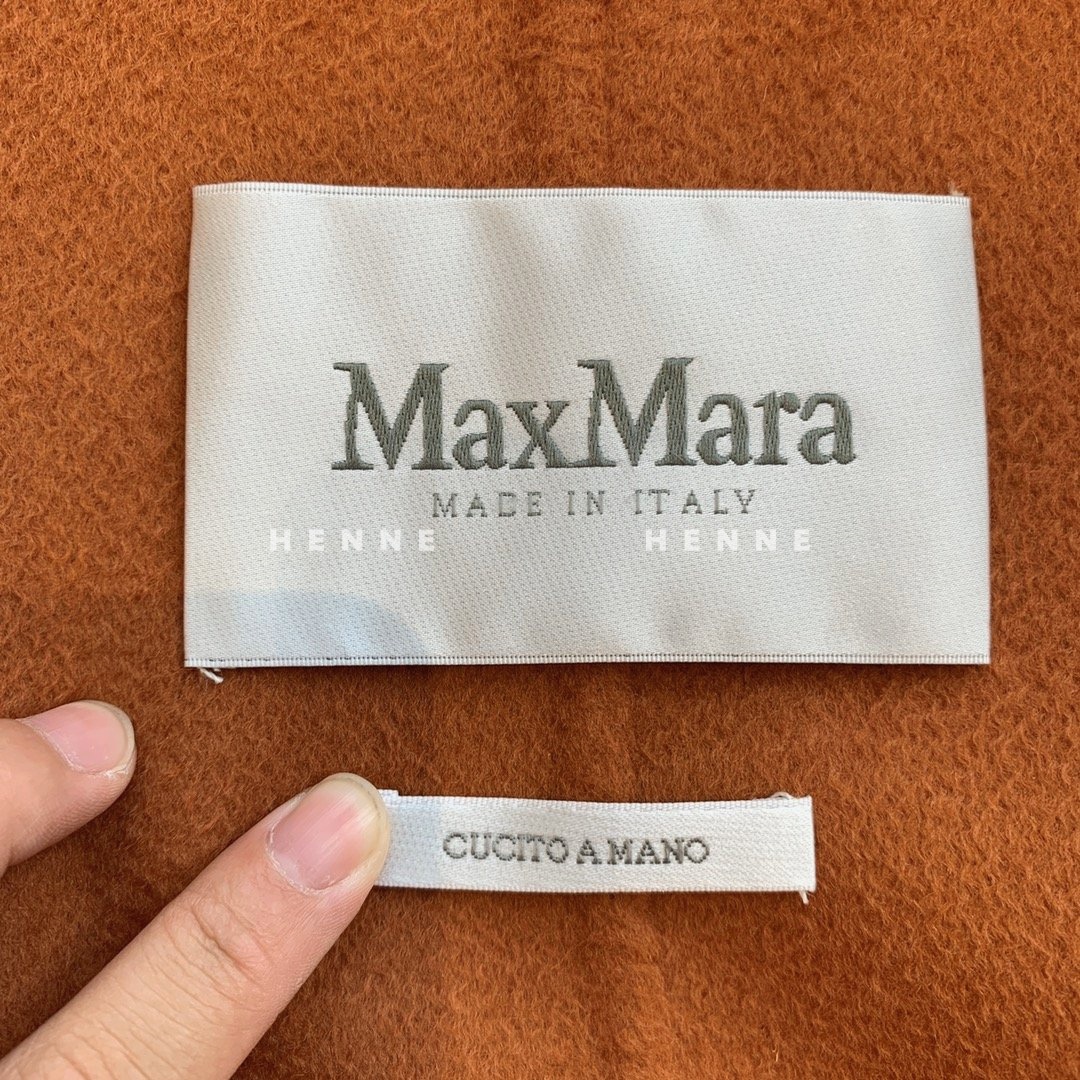 MaxMara
MADE IN ITALY
HENNE HENNE
CUCITO A MANO